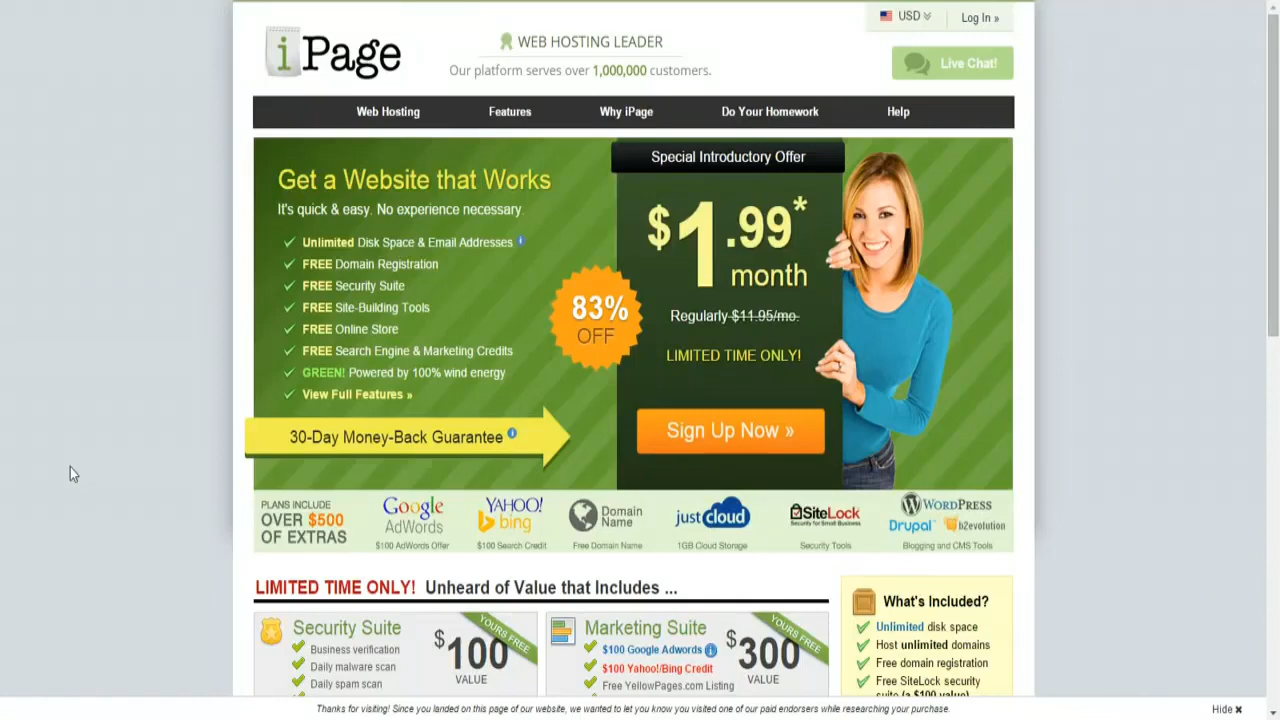 USD
Log In »
iPage
WEB HOSTING LEADER
Our platform serves over 1,000,000 customers.
Live Chat!
Web Hosting
Features
Why iPage
Do Your Homework
Help
Get a Website that Works
It's quick & easy. No experience necessary.
Unlimited Disk Space & Email Addresses
FREE Domain Registration
FREE Security Suite
FREE Site-Building Tools
FREE Online Store
FREE Search Engine & Marketing Credits
GREEN! Powered by 100% wind energy
View Full Features »
30-Day Money-Back Guarantee
83%
OFF
Special Introductory Offer
$1.99*
month
Regularly $11.95/mo.
LIMITED TIME ONLY!
Sign Up Now »
PLANS INCLUDE
OVER $500
OF EXTRAS
Google
AdWords
$100 AdWords Offer
YAHOO!
bing
$100 Search Credit
Domain
Name
Free Domain Name
justcloud
1GB Cloud Storage
SiteLock
Security for Small Business
Security Tools
WORDPRESS
Drupal
b2evolution
Blogging and CMS Tools
LIMITED TIME ONLY! Unheard of Value that Includes ...
Security Suite
Business verification
Daily malware scan
Daily spam scan
$100
VALUE
YOURS FREE
Marketing Suite
$100 Google Adwords
$100 Yahoo!/Bing Credit
Free YellowPages.com Listing
$300
VALUE
YOURS FREE
What's Included?
Unlimited disk space
Host unlimited domains
Free domain registration
Free SiteLock security
suite (a $100 value)
Thanks for visiting! Since you landed on this page of our website, we wanted to let you know you visited one of our paid endorsers while researching your purchase.
Hide ×